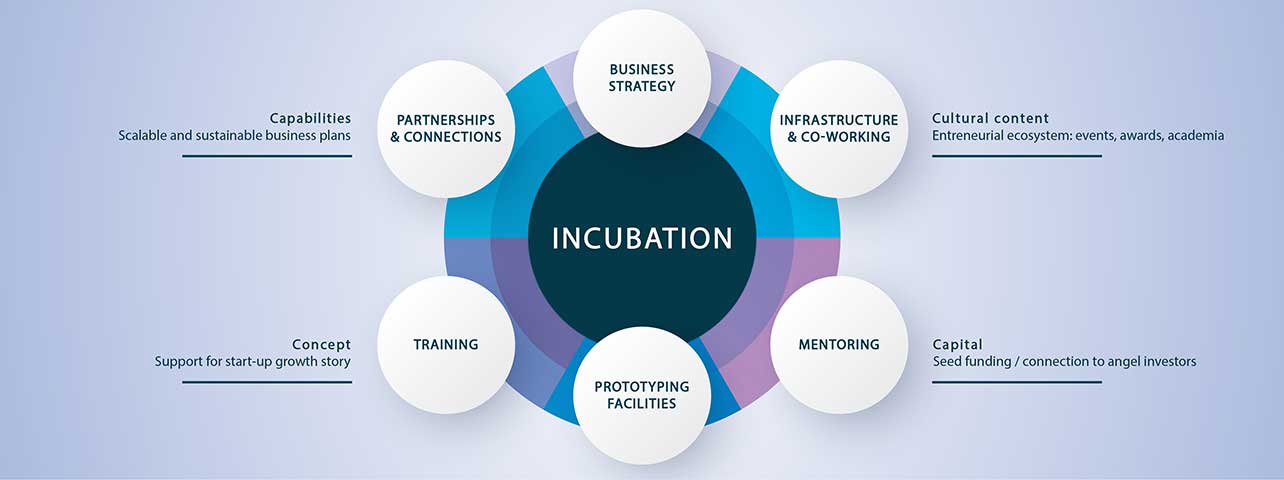 BUSINESS
STRATEGY
PARTNERSHIPS
& CONNECTIONS
INFRASTRUCTURE
& CO-WORKING
Capabilities
Scalable and sustainable business plans
Cultural content
Entreneurial ecosystem: events, awards, academia
INCUBATION
Concept
Support for start-up growth story
TRAINING
MENTORING
Capital
Seed funding / connection to angel investors
PROTOTYPING
FACILITIES